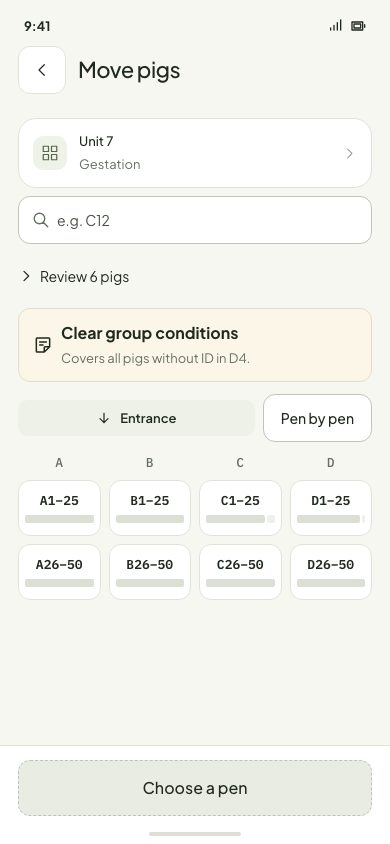 9:41
Move pigs
Unit 7
Gestation
e.g. C12
Review 6 pigs
Clear group conditions
Covers all pigs without ID in D4.
Entrance
Pen by pen
A B C D
A1–25 B1–25 C1–25 D1–25
A26–50 B26–50 C26–50 D26–50
Choose a pen